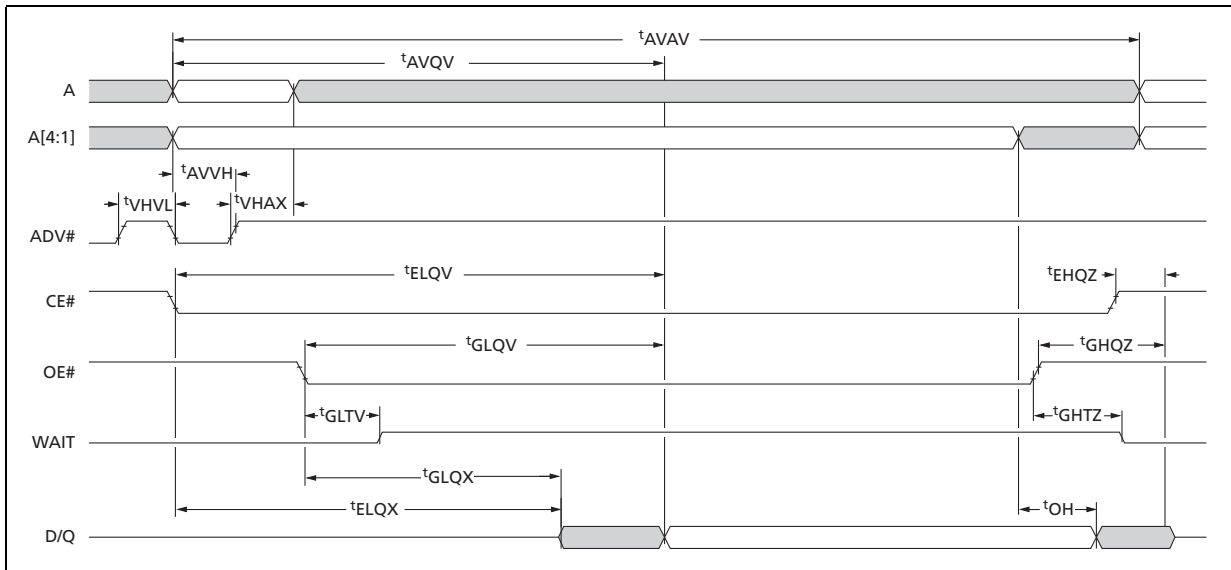 tAVAV
tAVQV
A
A[4:1]
tAVVH
tVHVL
tVHAX
ADV#
tELQV
tEHQZ
CE#
tGLQV
tGHQZ
OE#
tGLTV
tGHTZ
WAIT
tGLQX
tELQX
tOH
D/Q